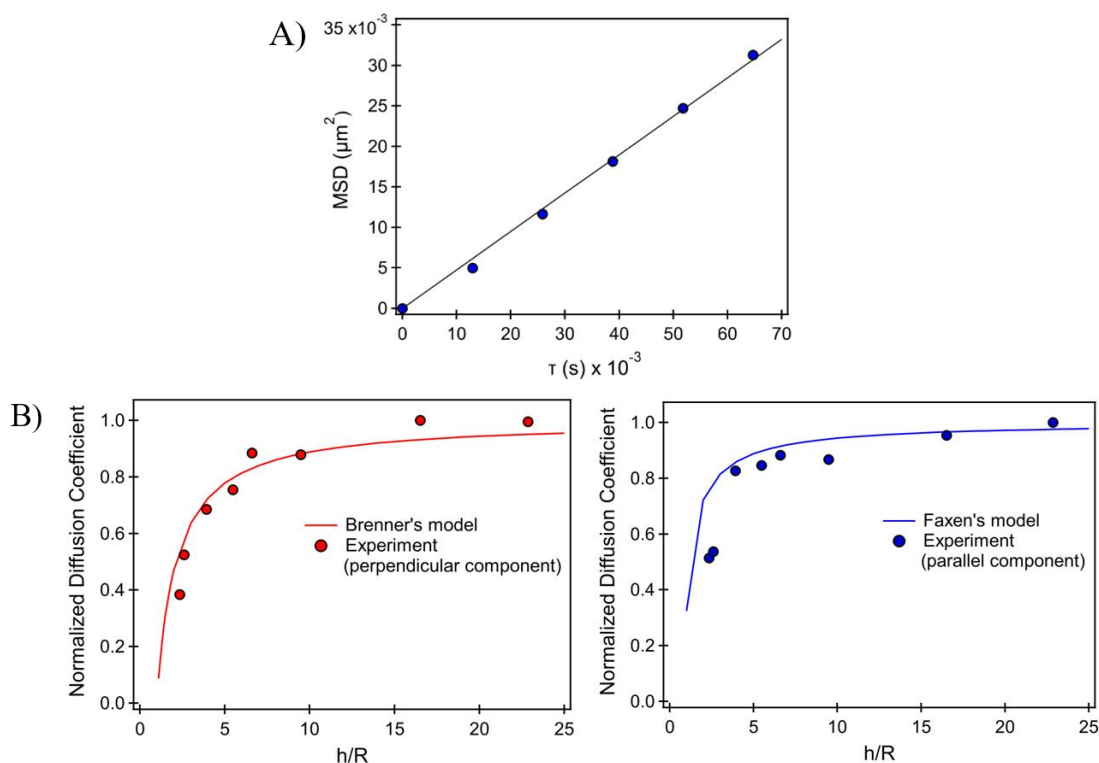 A)
35 x10⁻³
30
25
20
15
10
5
0
MSD (µm²)
0 10 20 30 40 50 60 70
τ (s) x 10⁻³
B)
Normalized Diffusion Coefficient
1.0
0.8
0.6
0.4
0.2
0.0
Brenner's model
Experiment
(perpendicular component)
0 5 10 15 20 25
h/R
Normalized Diffusion Coefficient
1.0
0.8
0.6
0.4
0.2
0.0
Faxen's model
Experiment
(parallel component)
0 5 10 15 20 25
h/R